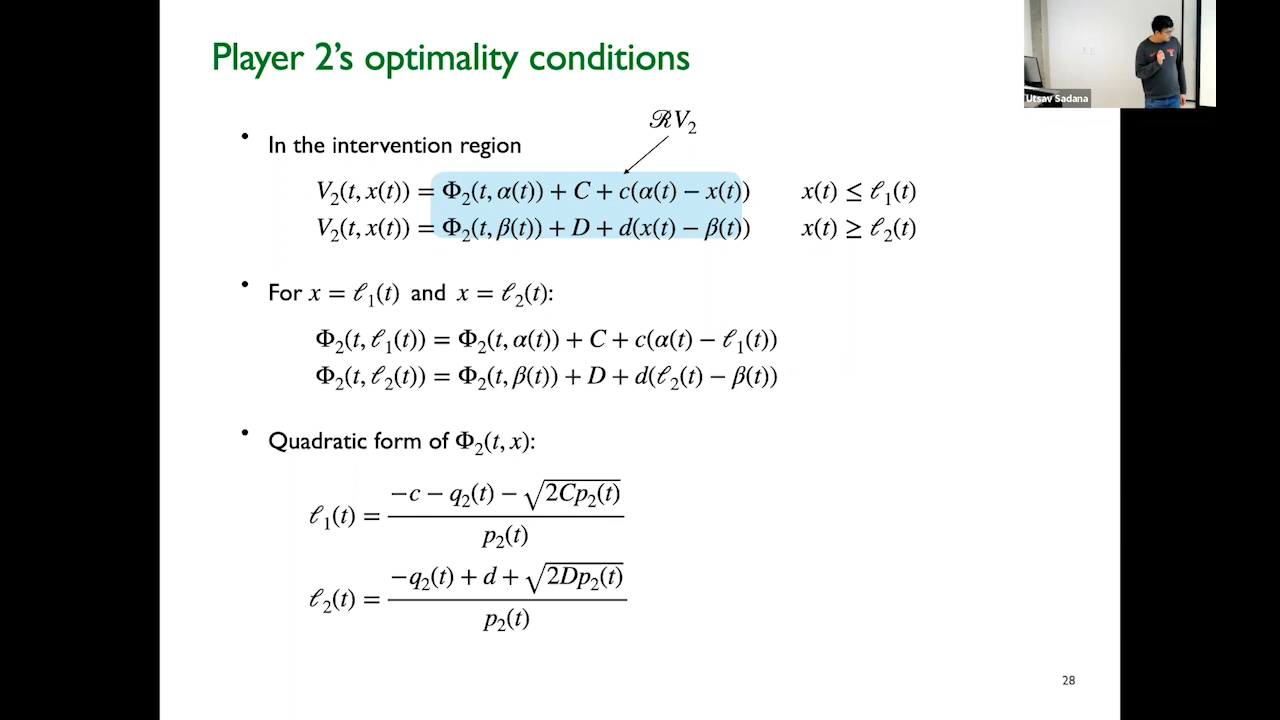 Player 2's optimality conditions
Utsav Sadana
ℛV₂
• In the intervention region
V₂(t, x(t)) = Φ₂(t, α(t)) + C + c(α(t) − x(t))    x(t) ≤ ℓ₁(t)
V₂(t, x(t)) = Φ₂(t, β(t)) + D + d(x(t) − β(t))    x(t) ≥ ℓ₂(t)
• For x = ℓ₁(t) and x = ℓ₂(t):
Φ₂(t, ℓ₁(t)) = Φ₂(t, α(t)) + C + c(α(t) − ℓ₁(t))
Φ₂(t, ℓ₂(t)) = Φ₂(t, β(t)) + D + d(ℓ₂(t) − β(t))
• Quadratic form of Φ₂(t, x):
ℓ₁(t) = (−c − q₂(t) − √(2Cp₂(t))) / p₂(t)
ℓ₂(t) = (−q₂(t) + d + √(2Dp₂(t))) / p₂(t)
28